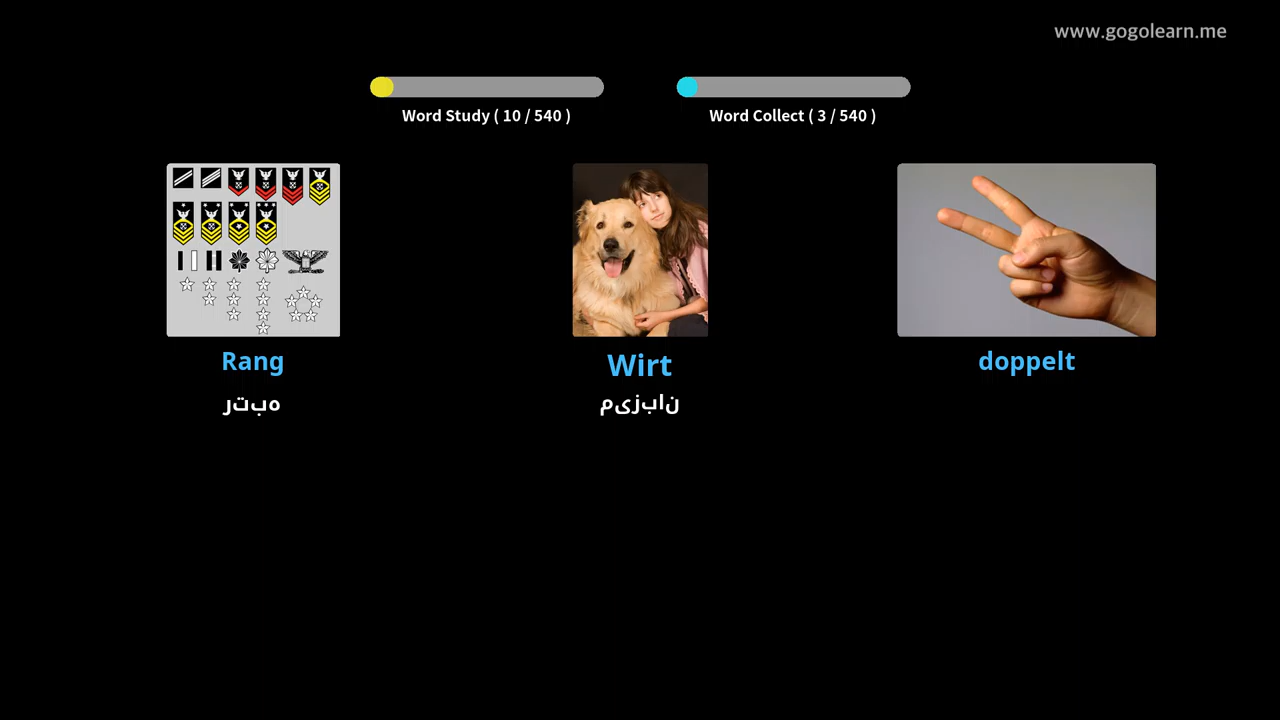 www.gogolearn.me
Word Study ( 10 / 540 )
Word Collect ( 3 / 540 )
Rang
Wirt
doppelt
رتبه
میزبان